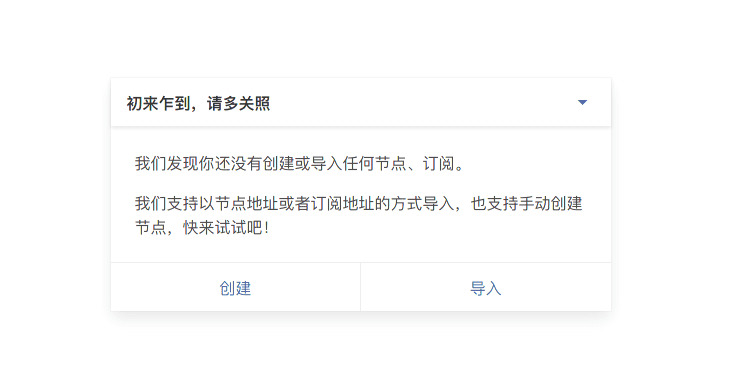 初来乍到，请多关照
我们发现你还没有创建或导入任何节点、订阅。
我们支持以节点地址或者订阅地址的方式导入，也支持手动创建
节点，快来试试吧！
创建
导入